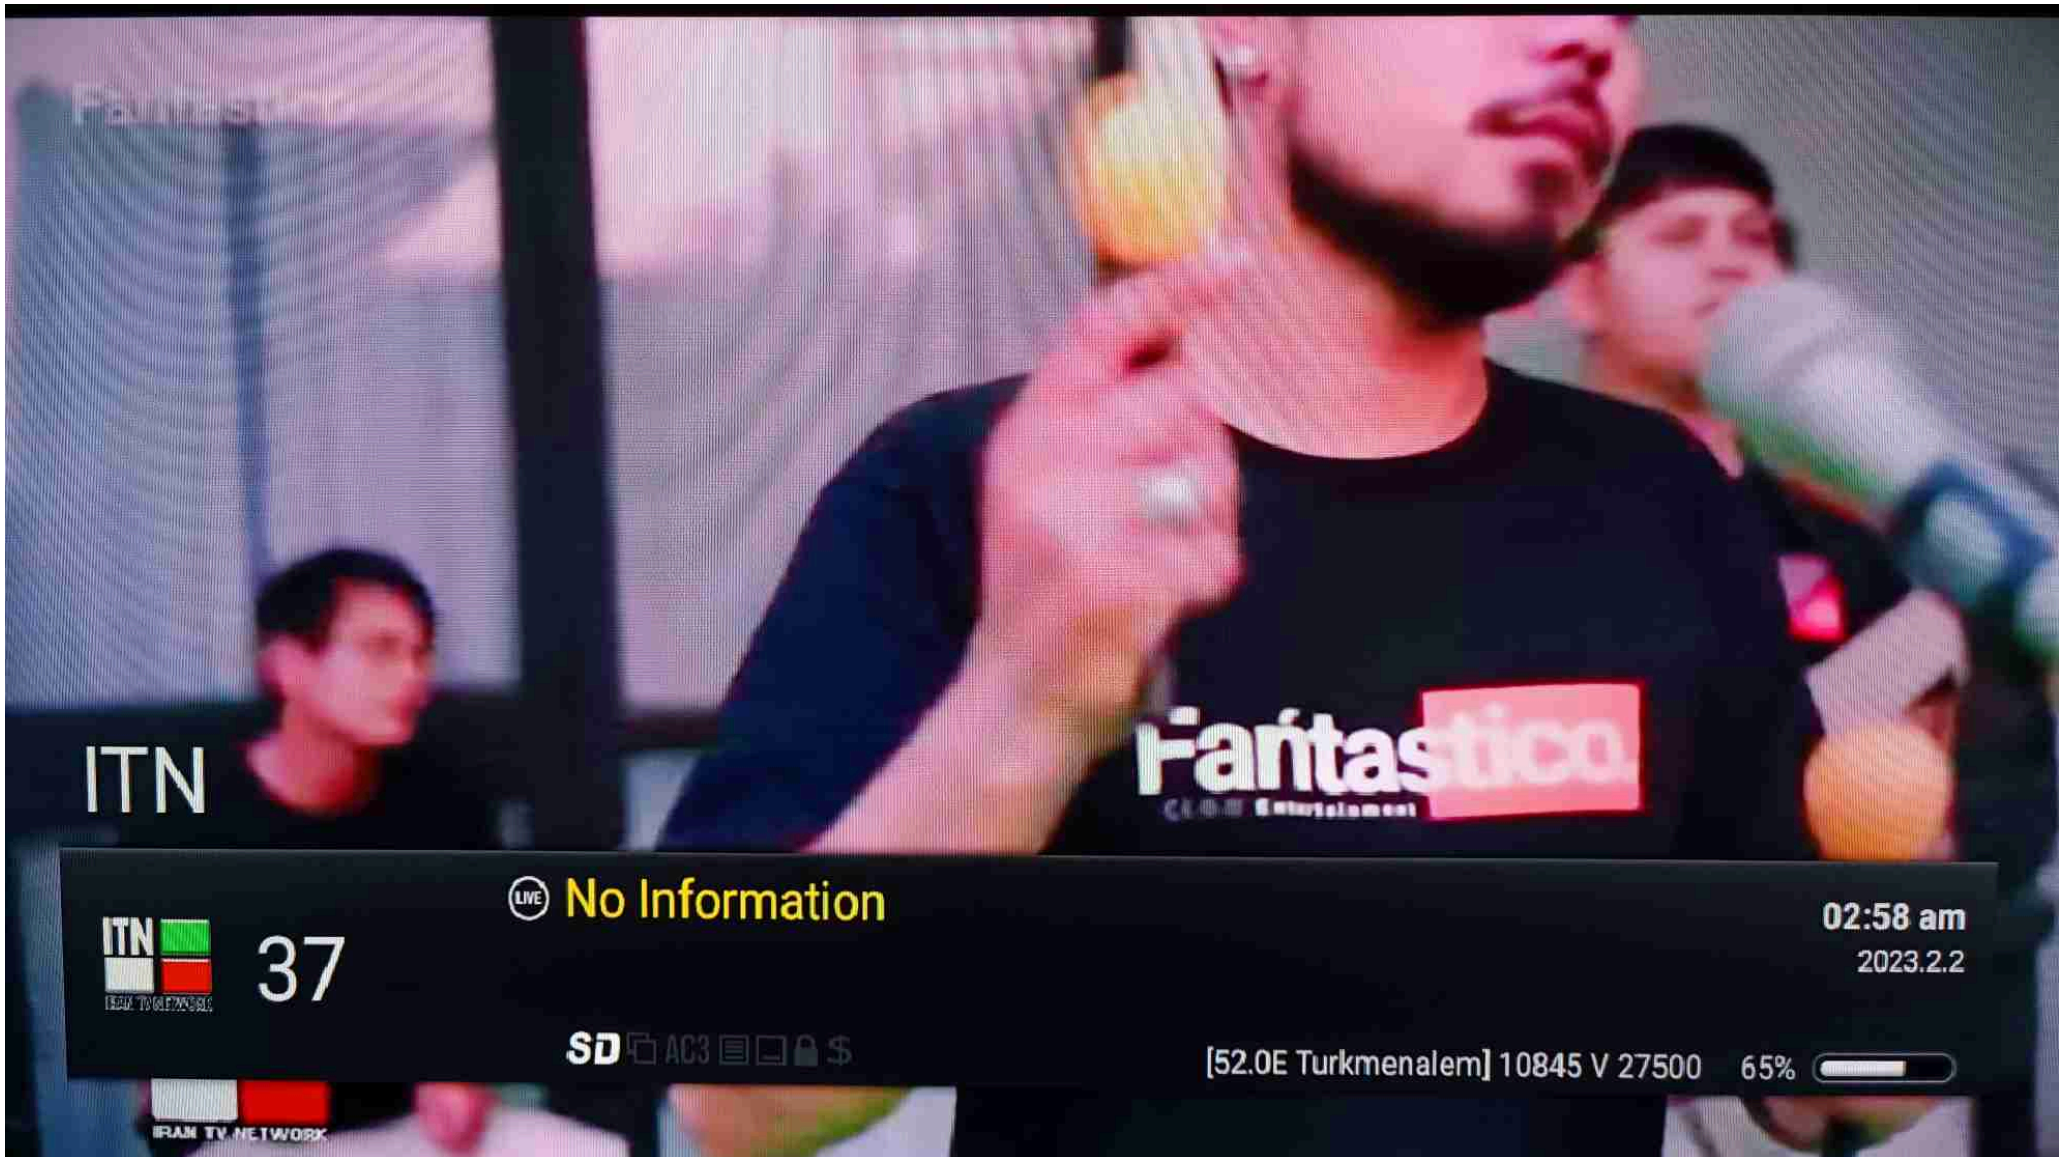 Fantastico
Entertainment
ITN
ITN
IRAN TV NETWORK
37
LIVE
No Information
02:58 am
2023.2.2
SD
AC3
$
[52.0E Turkmenalem] 10845 V 27500
65%
IRAN TV NETWORK